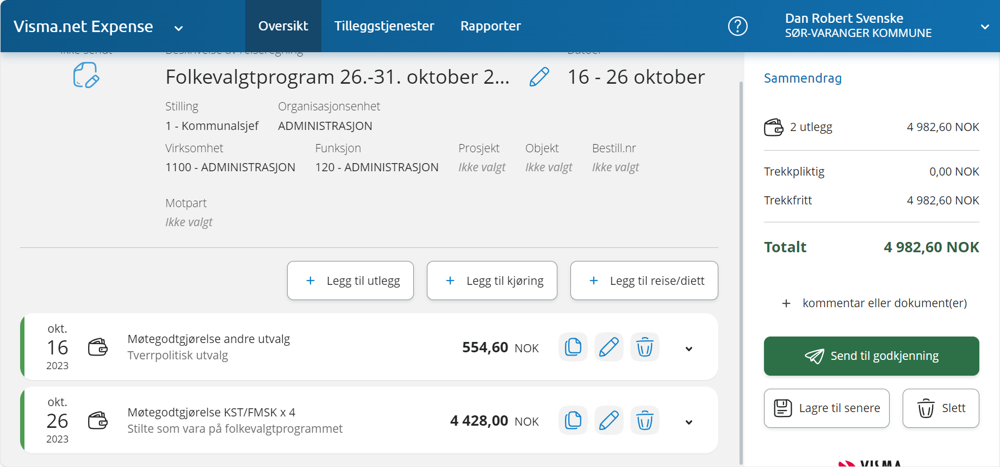 Visma.net Expense
Oversikt
Tilleggstjenester
Rapporter
?
Dan Robert Svenske
SØR-VARANGER KOMMUNE
Ikke sendt
Beskrivelse av reiseregning
Datoer
Folkevalgtprogram 26.-31. oktober 2...
16 - 26 oktober
Stilling
Organisasjonsenhet
1 - Kommunalsjef
ADMINISTRASJON
Virksomhet
Funksjon
Prosjekt
Objekt
Bestill.nr
1100 - ADMINISTRASJON
120 - ADMINISTRASJON
Ikke valgt
Ikke valgt
Ikke valgt
Motpart
Ikke valgt
+ Legg til utlegg
+ Legg til kjøring
+ Legg til reise/diett
okt.
16
2023
Møtegodtgjørelse andre utvalg
Tverrpolitisk utvalg
554,60 NOK
okt.
26
2023
Møtegodtgjørelse KST/FMSK x 4
Stilte som vara på folkevalgtprogrammet
4 428,00 NOK
Sammendrag
2 utlegg
4 982,60 NOK
Trekkpliktig
0,00 NOK
Trekkfritt
4 982,60 NOK
Totalt
4 982,60 NOK
+ kommentar eller dokument(er)
Send til godkjenning
Lagre til senere
Slett
VISMA